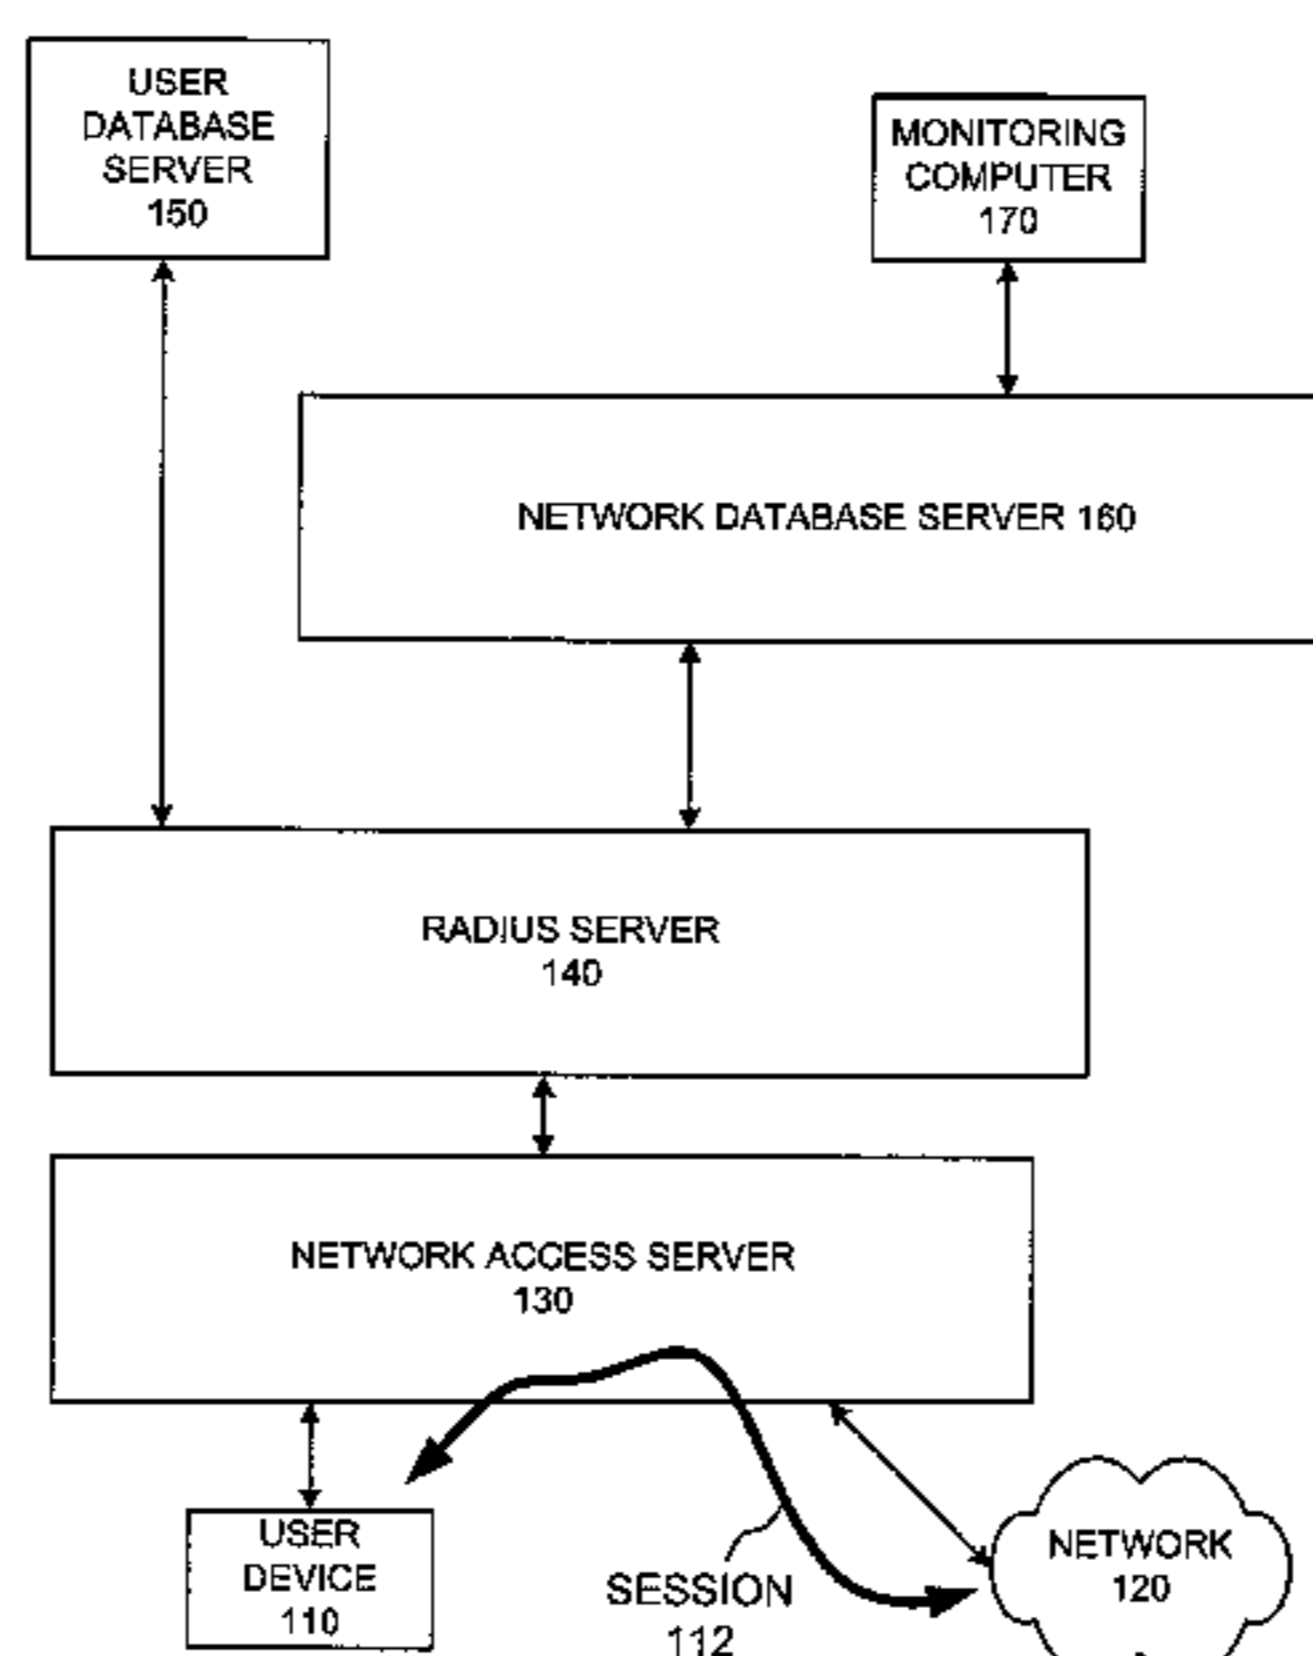 USER
DATABASE
SERVER
150
MONITORING
COMPUTER
170
NETWORK DATABASE SERVER 160
RADIUS SERVER
140
NETWORK ACCESS SERVER
130
USER
DEVICE
110
SESSION
112
NETWORK
120